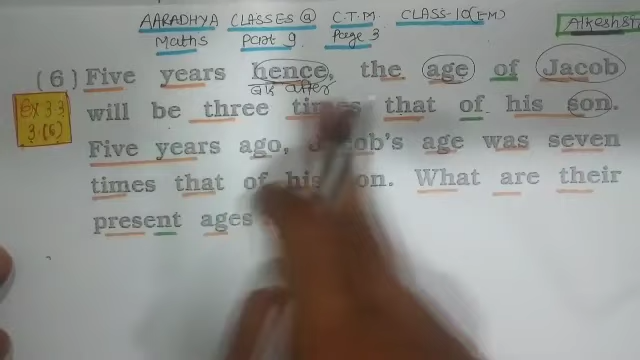 AARADHYA CLASSES @ C.T.M. CLASS-10(EM)
Maths Part 9 Page 3
(6) Five years hence, the age of Jacob
बाद after
Ex 3.3
3.(6)
will be three times that of his son.
Five years ago, Jacob's age was seven
times that of his son. What are their
present ages